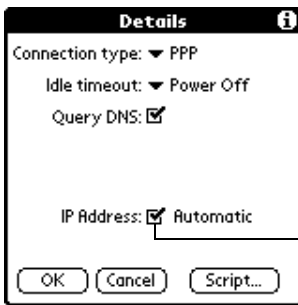 Details i
Connection type: PPP
Idle timeout: Power Off
Query DNS:
IP Address: Automatic
OK Cancel Script...